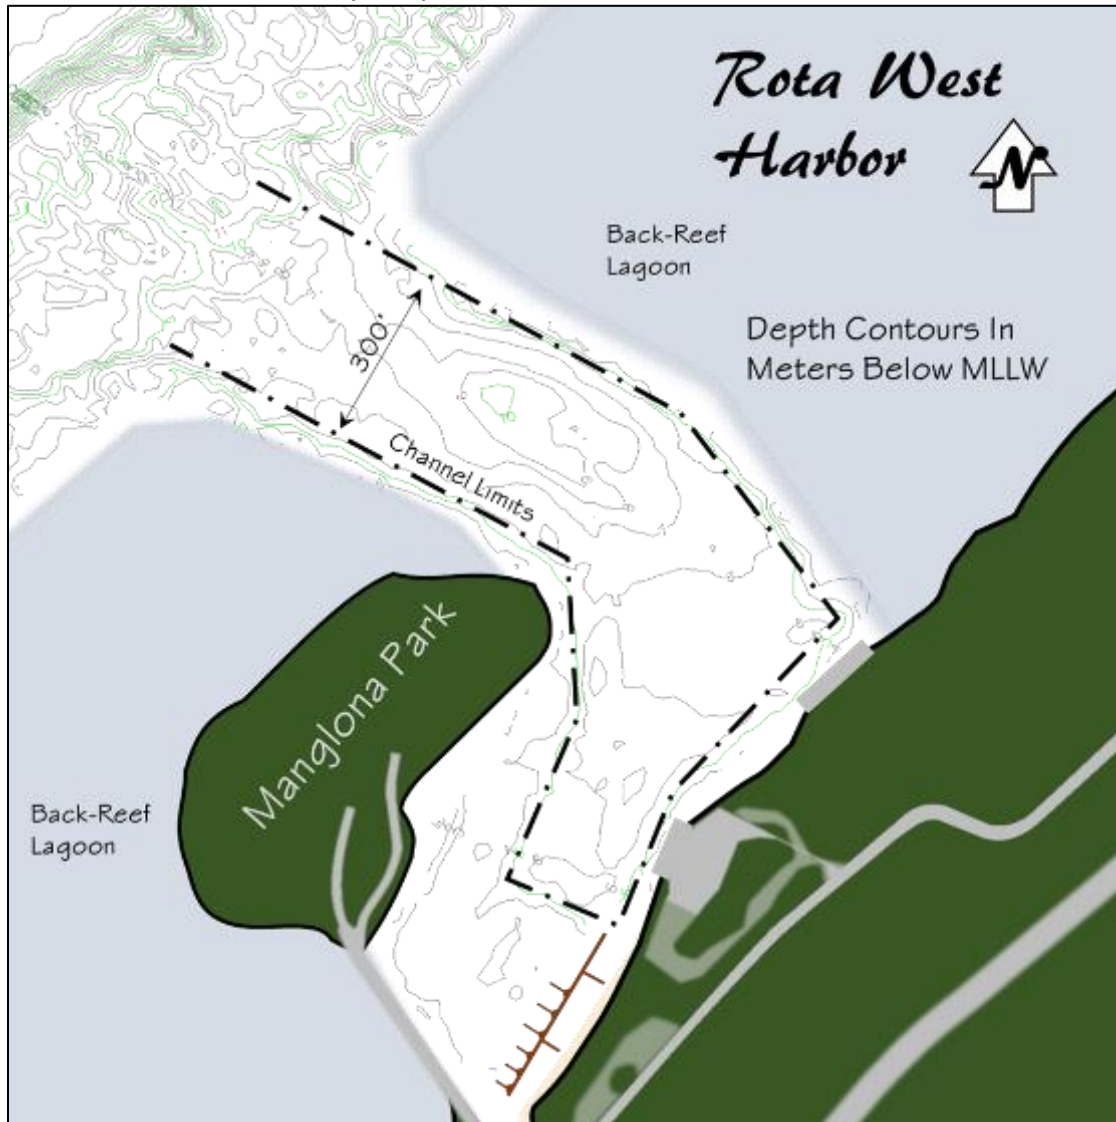 Rota West
Harbor
N
Back-Reef
Lagoon
Depth Contours In
Meters Below MLLW
300'
Channel Limits
Manglona Park
Back-Reef
Lagoon